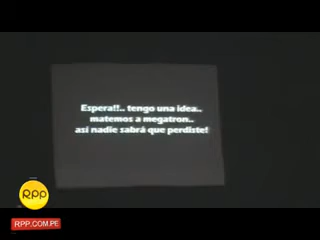 Espera!!.. tengo una idea..
matemos a megatron..
así nadie sabrá que perdiste!
RPP
RPP.COM.PE